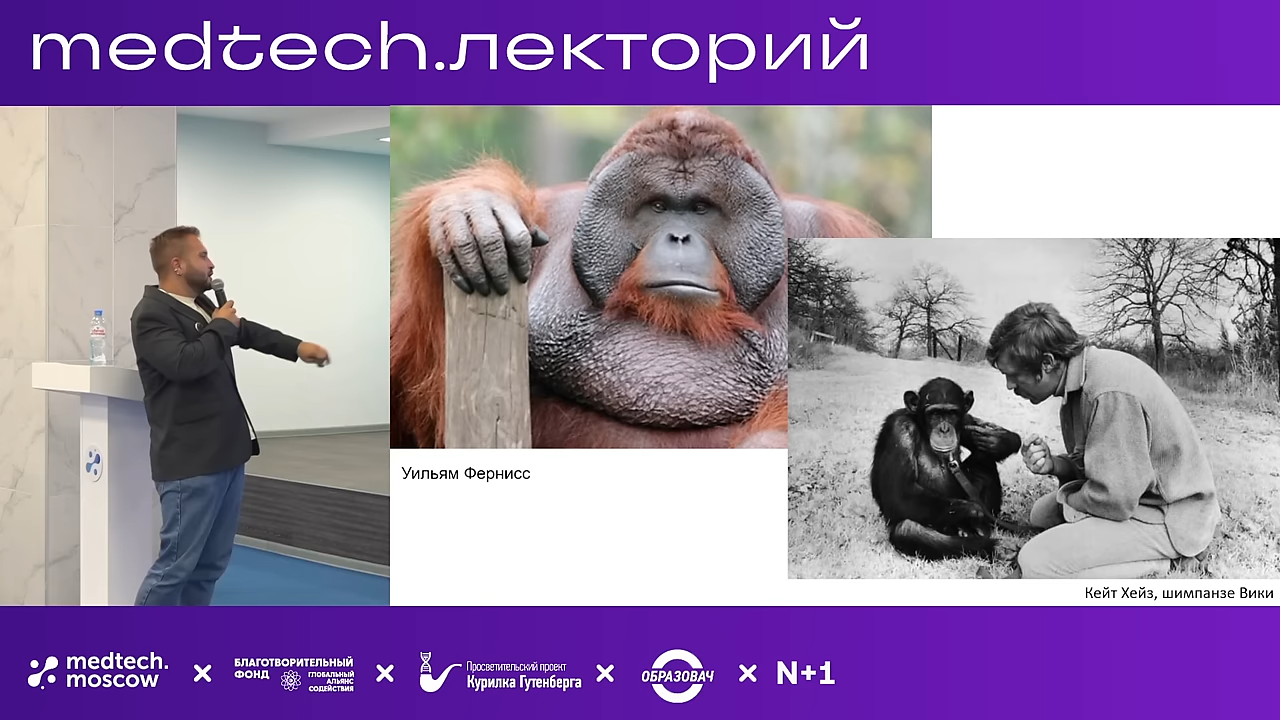 medtech.лекторий
Уильям Фернисс
Кейт Хейз, шимпанзе Вики
medtech.
moscow
×
БЛАГОТВОРИТЕЛЬНЫЙ
ФОНД
ГЛОБАЛЬНЫЙ
АЛЬЯНС
СОДЕЙСТВИЯ
×
Просветительский проект
Курилка Гутенберга
×
ОБРАЗОВАЧ
×
N+1